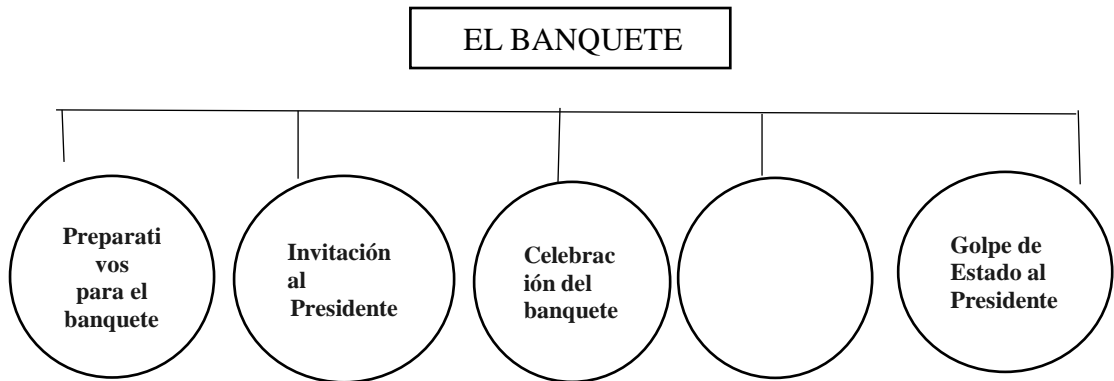 EL BANQUETE
Preparati
vos
para el
banquete
Invitación
al
Presidente
Celebrac
ión del
banquete
Golpe de
Estado al
Presidente